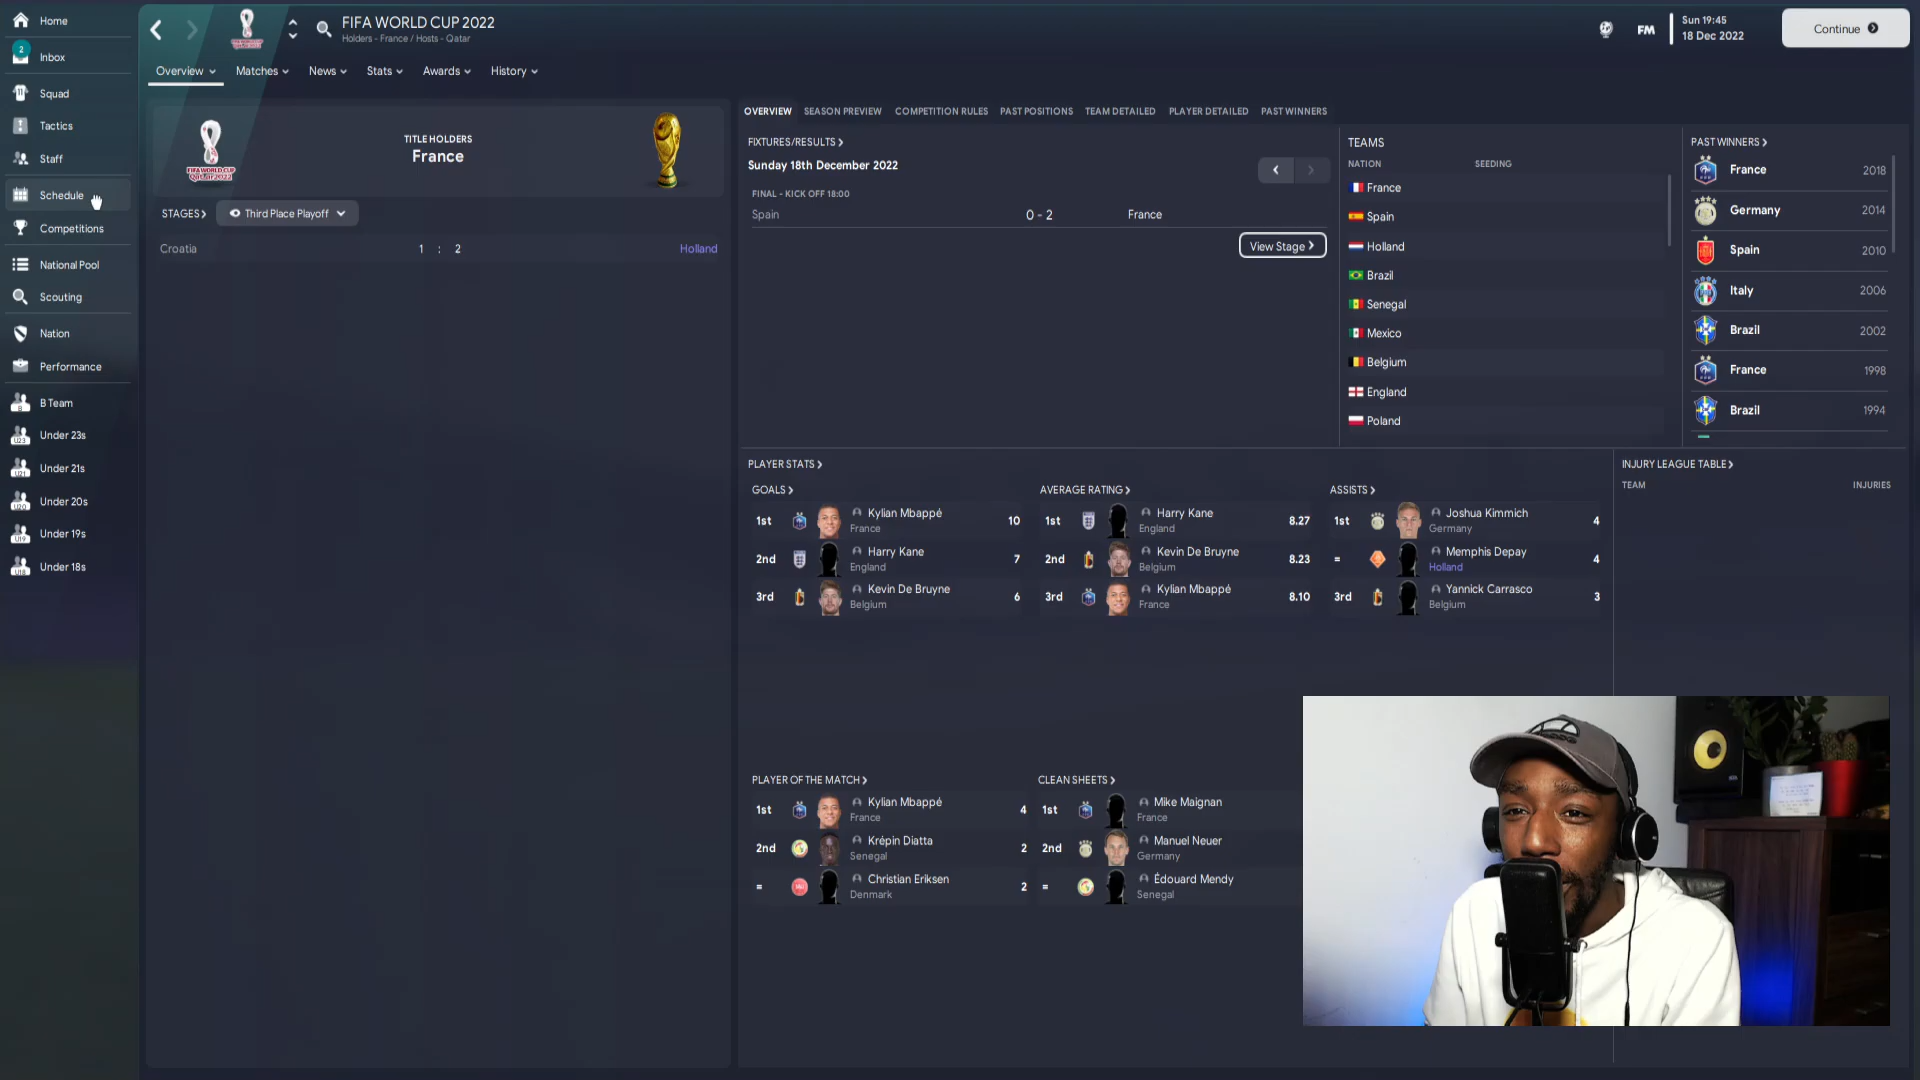 Home
2
Inbox
Squad
Tactics
Staff
Schedule
Competitions
National Pool
Scouting
Nation
Performance
B Team
Under 23s
Under 21s
Under 20s
Under 19s
Under 18s
FIFA WORLD CUP 2022
Holders - France / Hosts - Qatar
FM
Sun 19:45
18 Dec 2022
Continue
Overview
Matches
News
Stats
Awards
History
TITLE HOLDERS
France
STAGES
Third Place Playoff
Croatia 1 : 2 Holland
OVERVIEW SEASON PREVIEW COMPETITION RULES PAST POSITIONS TEAM DETAILED PLAYER DETAILED PAST WINNERS
FIXTURES/RESULTS
Sunday 18th December 2022
FINAL - KICK OFF 18:00
Spain 0 - 2 France
View Stage
TEAMS
NATION SEEDING
France
Spain
Holland
Brazil
Senegal
Mexico
Belgium
England
Poland
PAST WINNERS
France 2018
Germany 2014
Spain 2010
Italy 2006
Brazil 2002
France 1998
Brazil 1994
PLAYER STATS
GOALS
1st Kylian Mbappé 10
France
2nd Harry Kane 7
England
3rd Kevin De Bruyne 6
Belgium
AVERAGE RATING
1st Harry Kane 8.27
England
2nd Kevin De Bruyne 8.23
Belgium
3rd Kylian Mbappé 8.10
France
ASSISTS
1st Joshua Kimmich 4
Germany
= Memphis Depay 4
Holland
3rd Yannick Carrasco 3
Belgium
INJURY LEAGUE TABLE
TEAM INJURIES
PLAYER OF THE MATCH
1st Kylian Mbappé 4
France
2nd Krépin Diatta 2
Senegal
= Christian Eriksen 2
Denmark
CLEAN SHEETS
1st Mike Maignan
France
2nd Manuel Neuer
Germany
= Édouard Mendy
Senegal